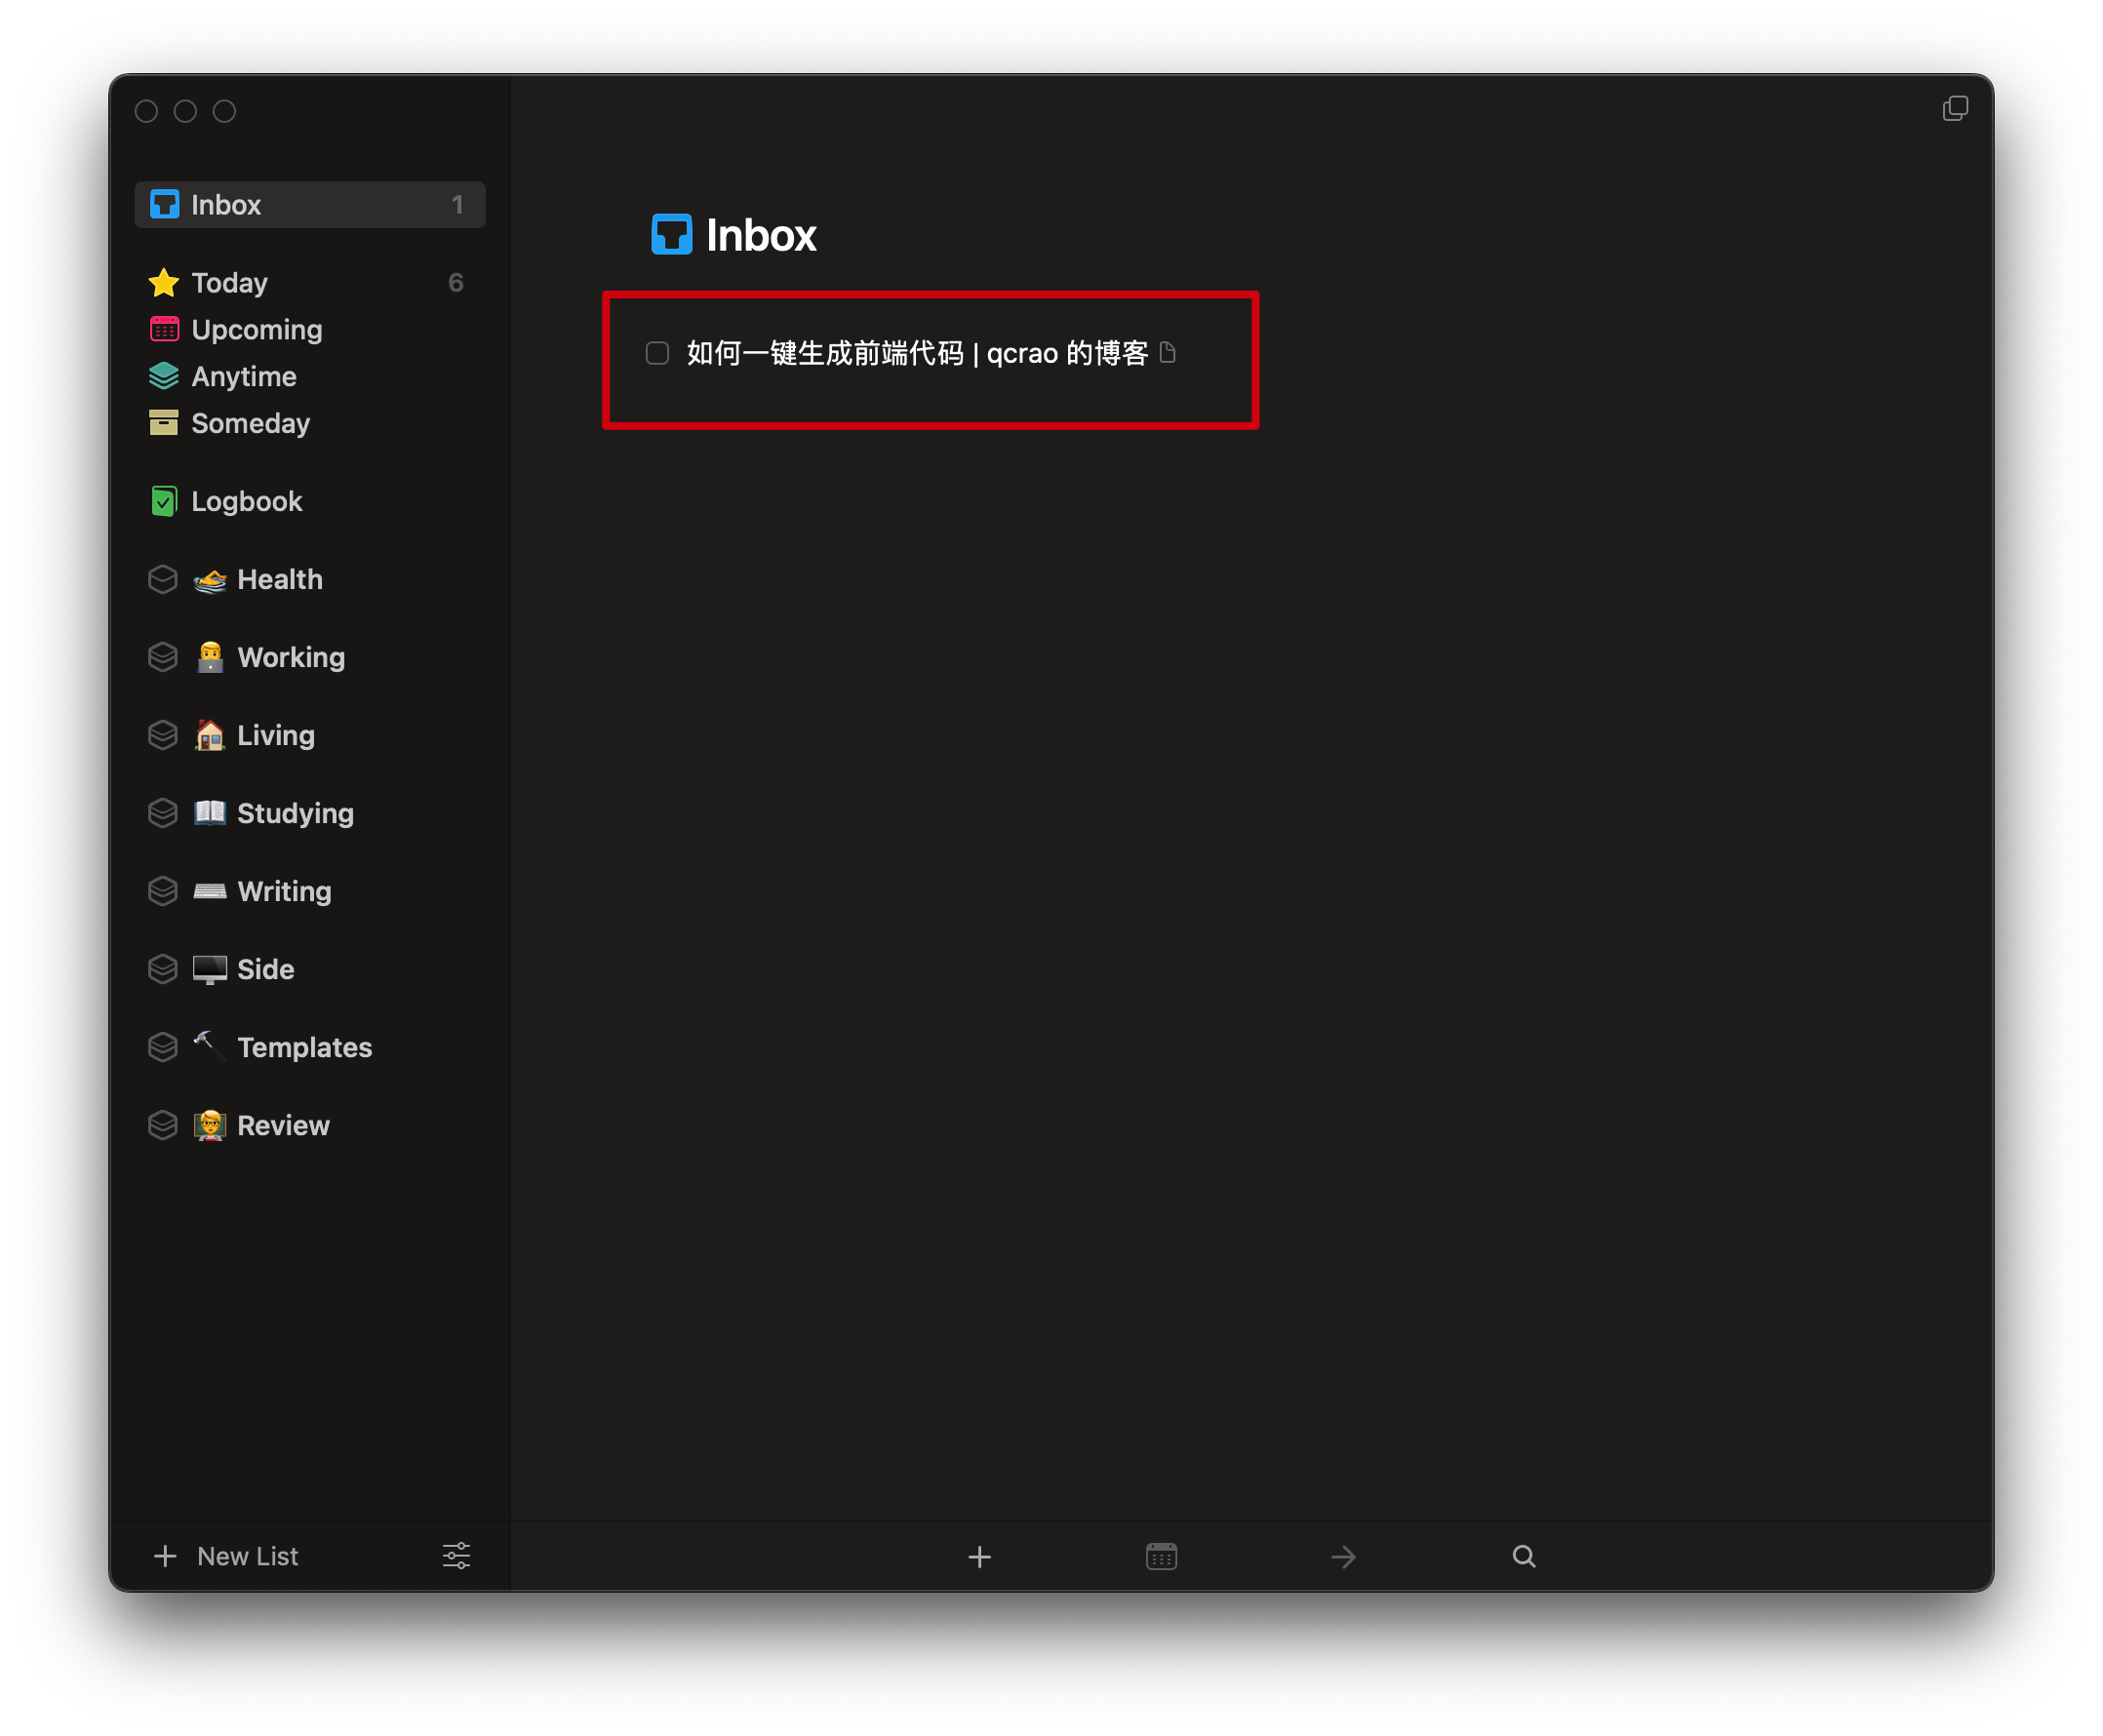 Inbox 1
Today 6
Upcoming
Anytime
Someday
Logbook
Health
Working
Living
Studying
Writing
Side
Templates
Review
New List
Inbox
如何一键生成前端代码 | qcrao 的博客